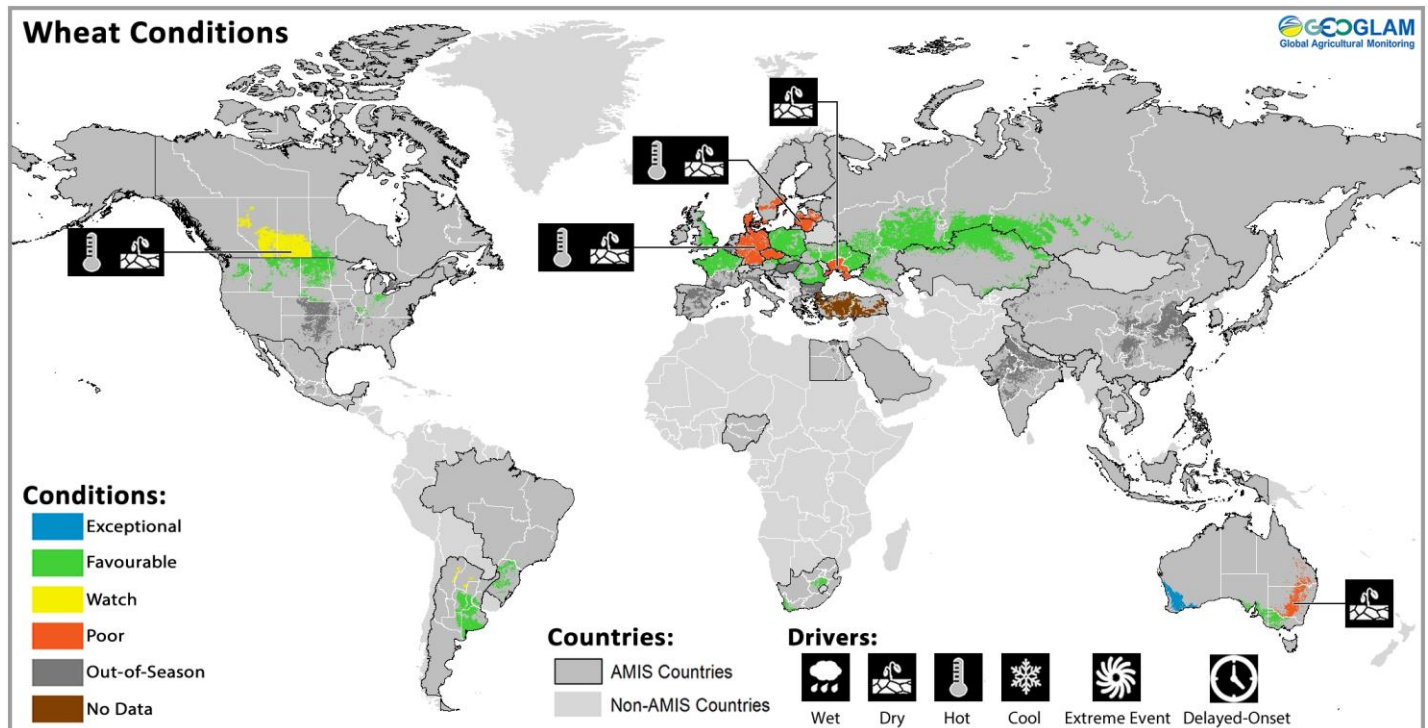 Wheat Conditions
GEOGLAM
Global Agricultural Monitoring
Conditions:
Exceptional
Favourable
Watch
Poor
Out-of-Season
No Data
Countries:
AMIS Countries
Non-AMIS Countries
Drivers:
Wet
Dry
Hot
Cool
Extreme Event
Delayed-Onset